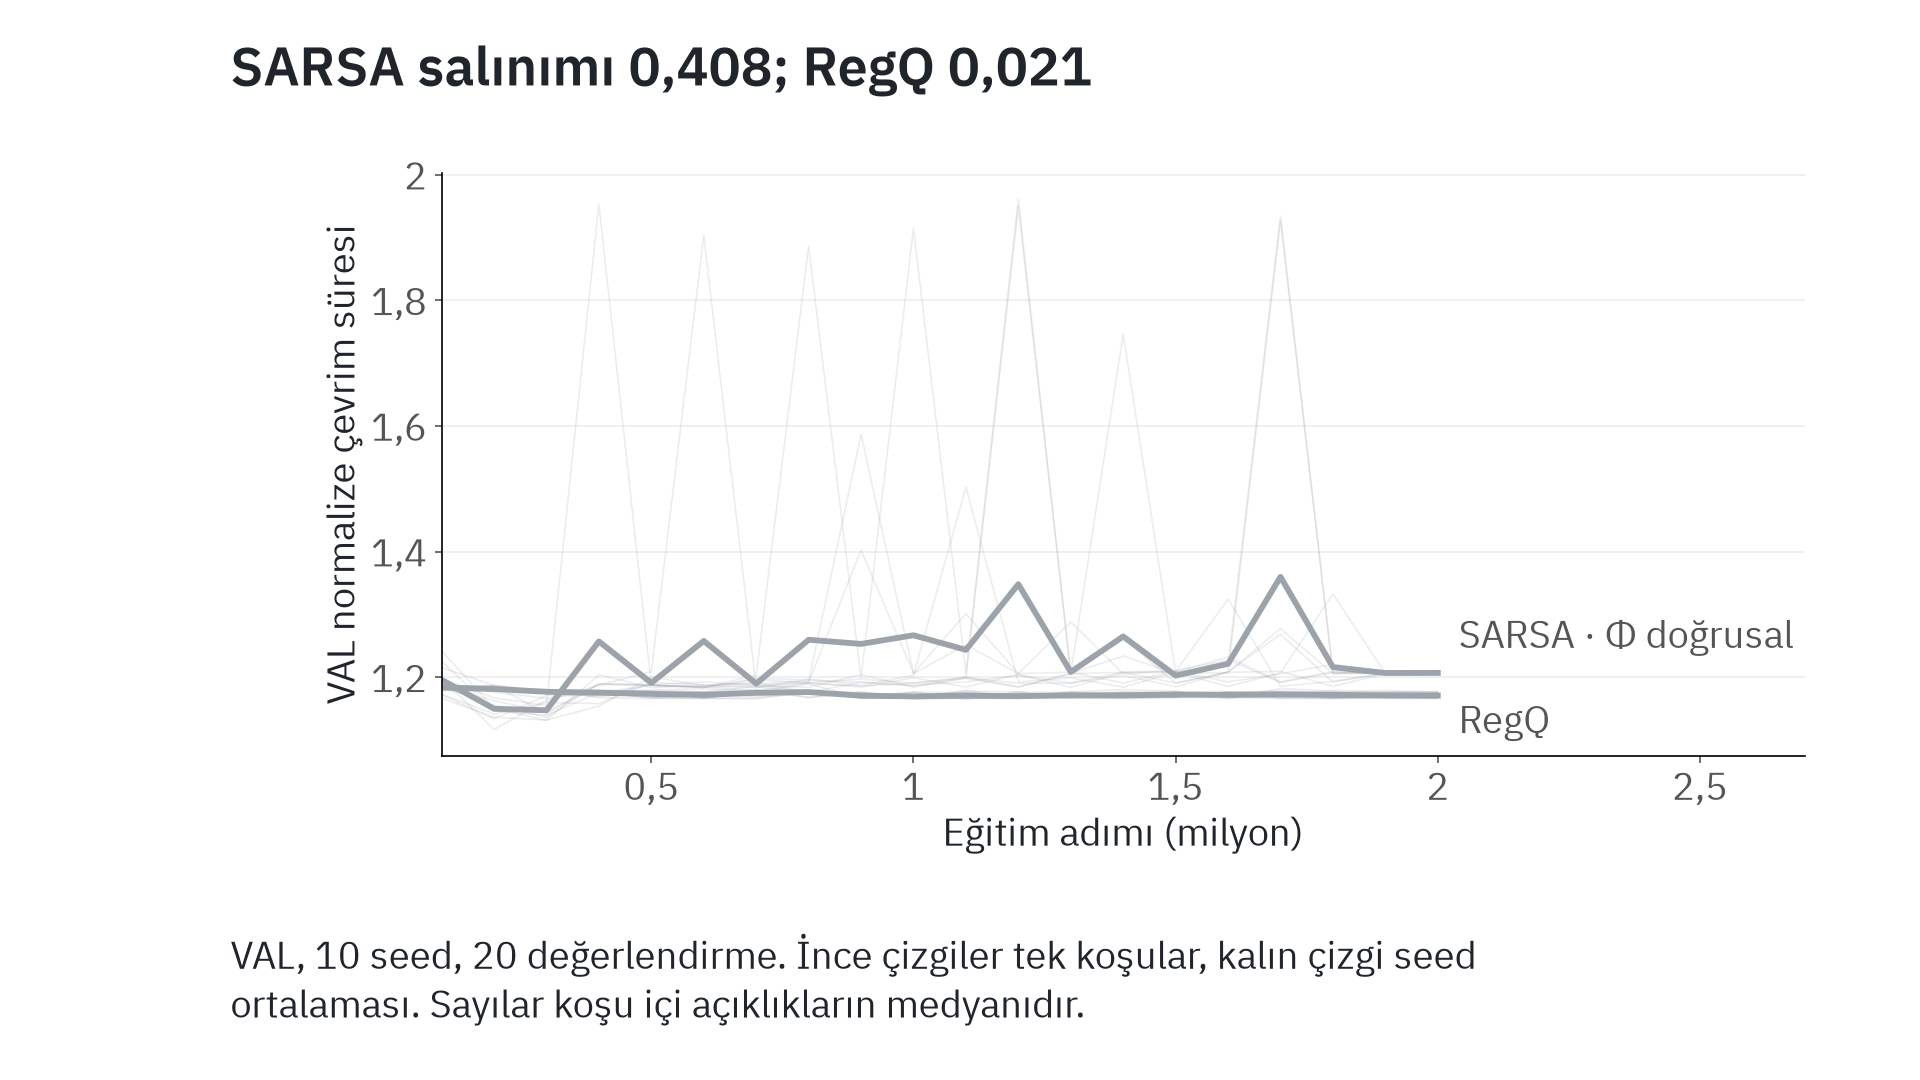 SARSA salınımı 0,408; RegQ 0,021
VAL normalize çevrim süresi
2
1,8
1,6
1,4
1,2
SARSA · Φ doğrusal
RegQ
0,5
1
1,5
2
2,5
Eğitim adımı (milyon)
VAL, 10 seed, 20 değerlendirme. İnce çizgiler tek koşular, kalın çizgi seed
ortalaması. Sayılar koşu içi açıklıkların medyanıdır.